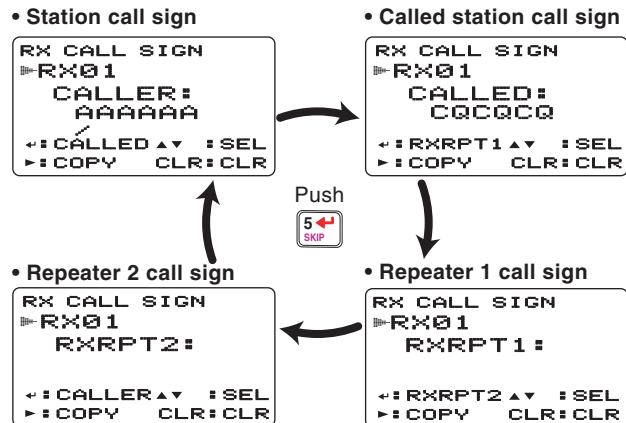 • Station call sign
RX CALL SIGN
RX01
CALLER:
AAAAAA
/
↵:CALLED ▲▼ :SEL
►:COPY CLR:CLR
• Called station call sign
RX CALL SIGN
RX01
CALLED:
CQCQCQ
↵:RXRPT1 ▲▼ :SEL
►:COPY CLR:CLR
Push
5 ↵
SKIP
• Repeater 2 call sign
RX CALL SIGN
RX01
RXRPT2:
↵:CALLER ▲▼ :SEL
►:COPY CLR:CLR
• Repeater 1 call sign
RX CALL SIGN
RX01
RXRPT1:
↵:RXRPT2 ▲▼ :SEL
►:COPY CLR:CLR